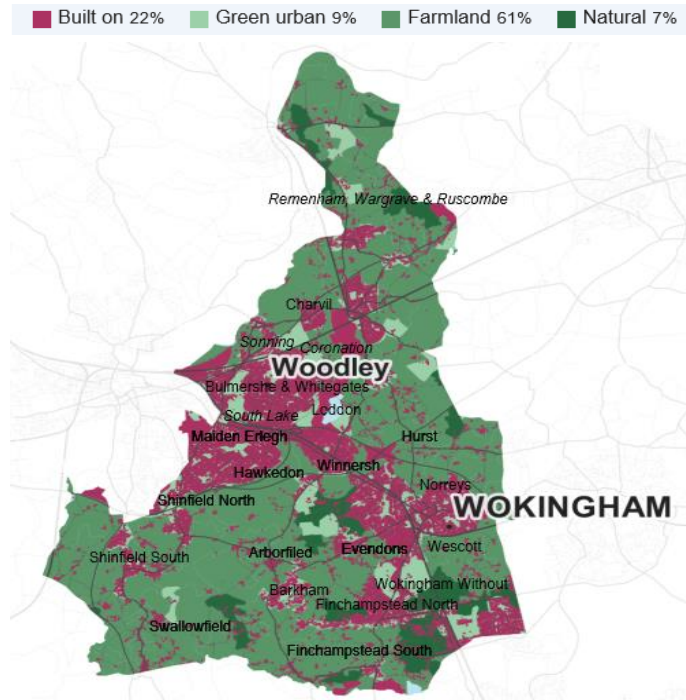 Built on 22% Green urban 9% Farmland 61% Natural 7%
Remenham, Wargrave & Ruscombe
Charvil
Sonning
Coronation
Woodley
Bulmershe & Whitegates
Loddon
South Lake
Maiden Erlegh
Hurst
Winnersh
Hawkedon
Norreys
Shinfield North
WOKINGHAM
Shinfield South
Arborfiled
Evendons
Wescott
Barkham
Wokingham Without
Finchampstead North
Swallowfield
Finchampstead South